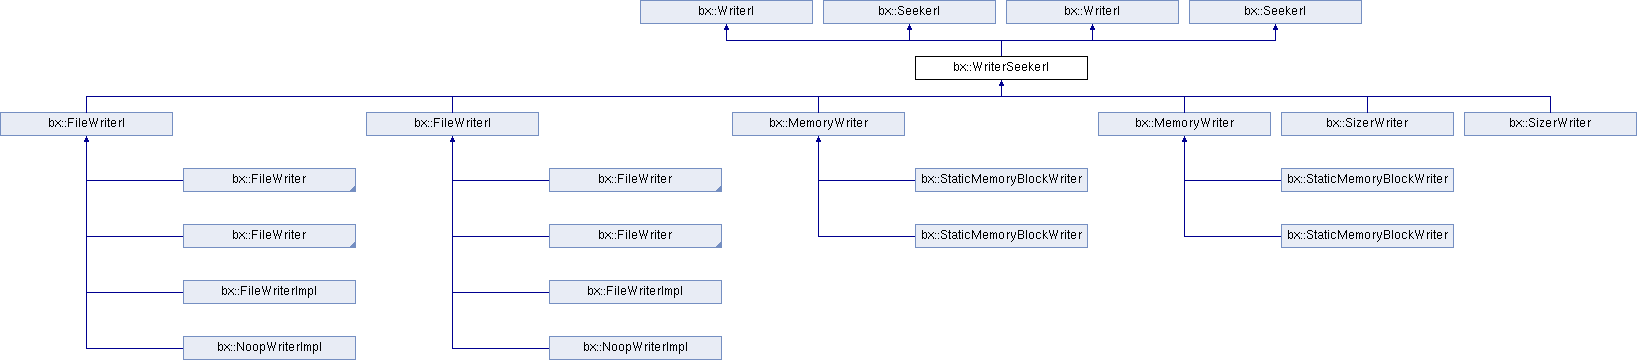 bx::WriterI bx::SeekerI bx::WriterI bx::SeekerI
bx::WriterSeekerI
bx::FileWriterI bx::FileWriterI bx::MemoryWriter bx::MemoryWriter bx::SizerWriter bx::SizerWriter
bx::FileWriter bx::FileWriter bx::StaticMemoryBlockWriter bx::StaticMemoryBlockWriter
bx::FileWriter bx::FileWriter bx::StaticMemoryBlockWriter bx::StaticMemoryBlockWriter
bx::FileWriterImpl bx::FileWriterImpl
bx::NoopWriterImpl bx::NoopWriterImpl